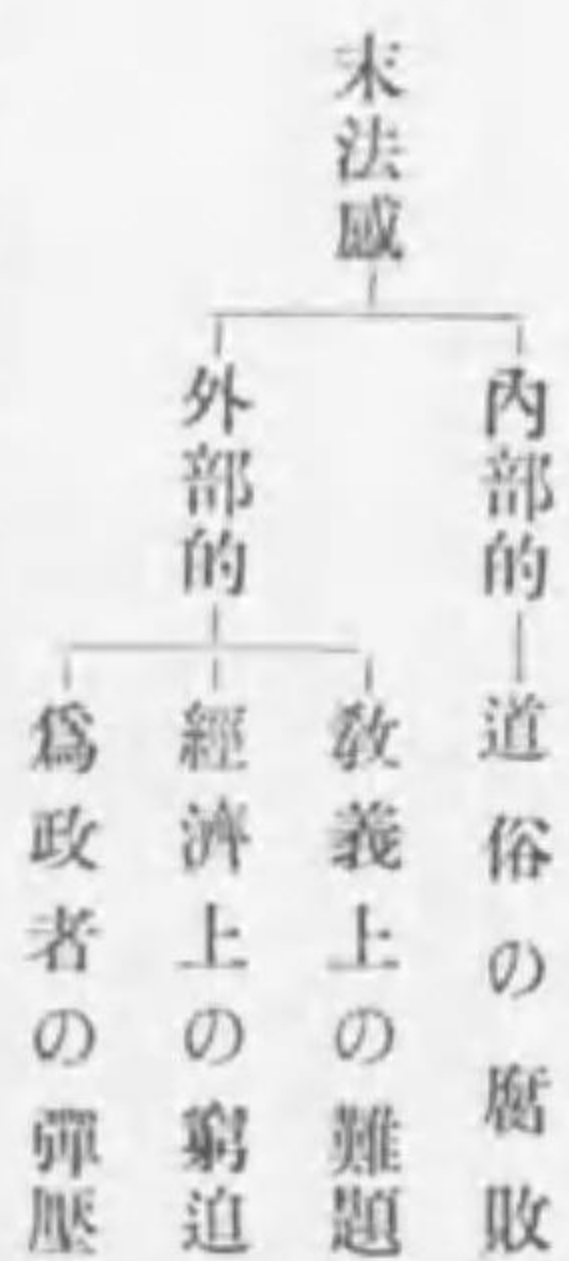 末法感
內部的
道俗の腐敗
外部的
敎義上の難題
經濟上の窮迫
爲政者の彈壓